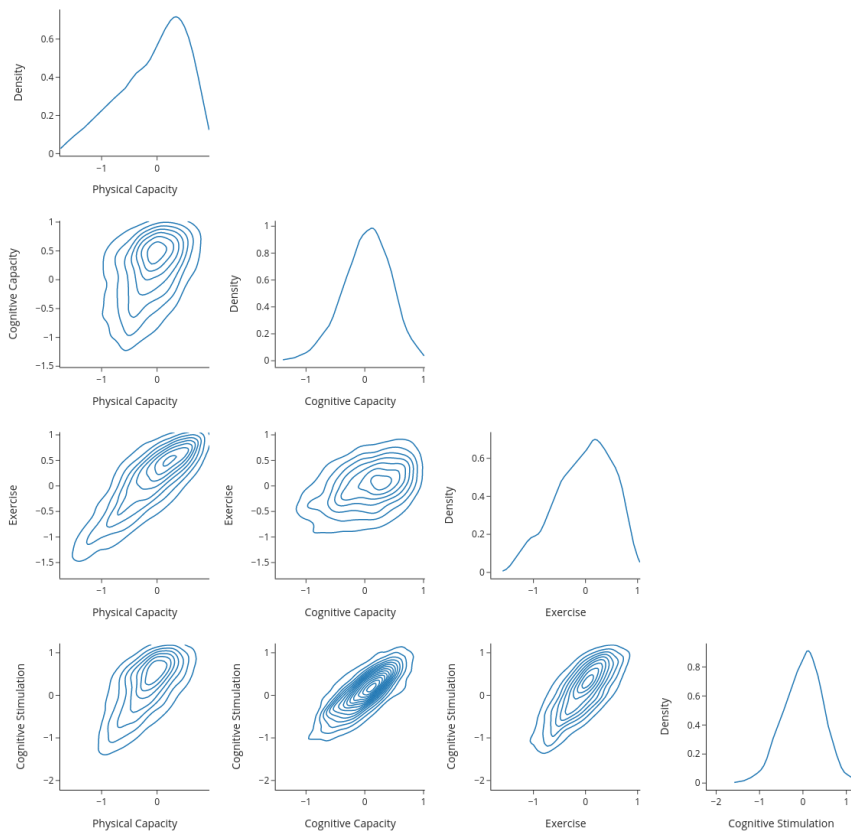 0.6
0.4
Density
0.2
0
−1 0
Physical Capacity
1 1
0.5 0.8
0 0.6
Cognitive Capacity Density
−0.5 0.4
−1 0.2
−1.5 0
−1 0 −1 0 1
Physical Capacity Cognitive Capacity
1 1
0.5 0.5 0.6
0 0 0.4
Exercise Exercise Density
−0.5 −0.5 0.2
−1 −1
−1.5 −1.5 0
−1 0 −1 0 1 −1 0 1
Physical Capacity Cognitive Capacity Exercise
1 1 1 0.8
0 0 0 0.6
Cognitive Stimulation Cognitive Stimulation Cognitive Stimulation Density
0.4
−1 −1 −1 0.2
−2 −2 −2 0
−1 0 −1 0 1 −1 0 1 −2 −1 0 1
Physical Capacity Cognitive Capacity Exercise Cognitive Stimulation